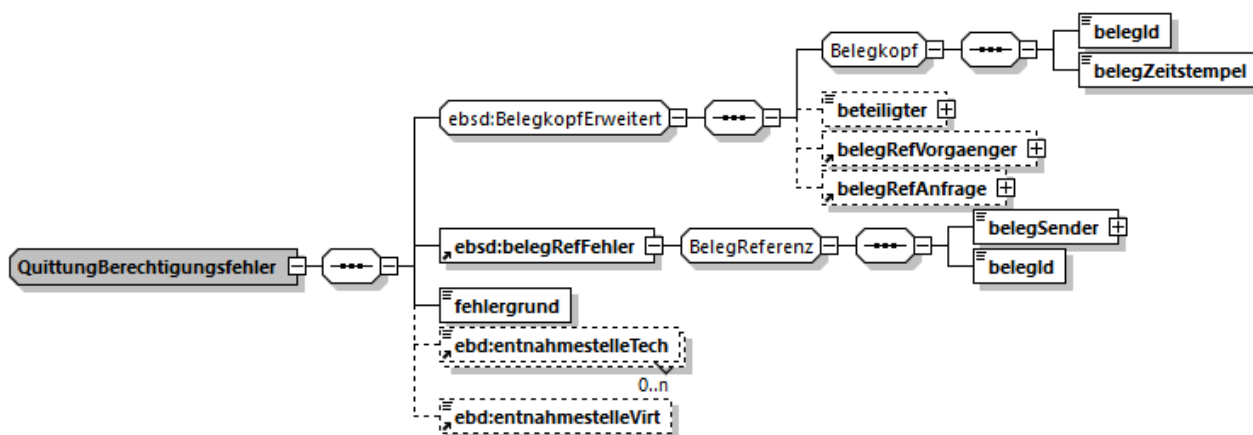 belegId
Belegkopf
belegZeitstempel
ebsd:BelegkopfErweitert
beteiligter
belegRefVorgaenger
belegRefAnfrage
belegSender
ebsd:belegRefFehler
BelegReferenz
QuittungBerechtigungsfehler
belegId
fehlergrund
ebd:entnahmestelleTech
0..n
ebd:entnahmestelleVirt